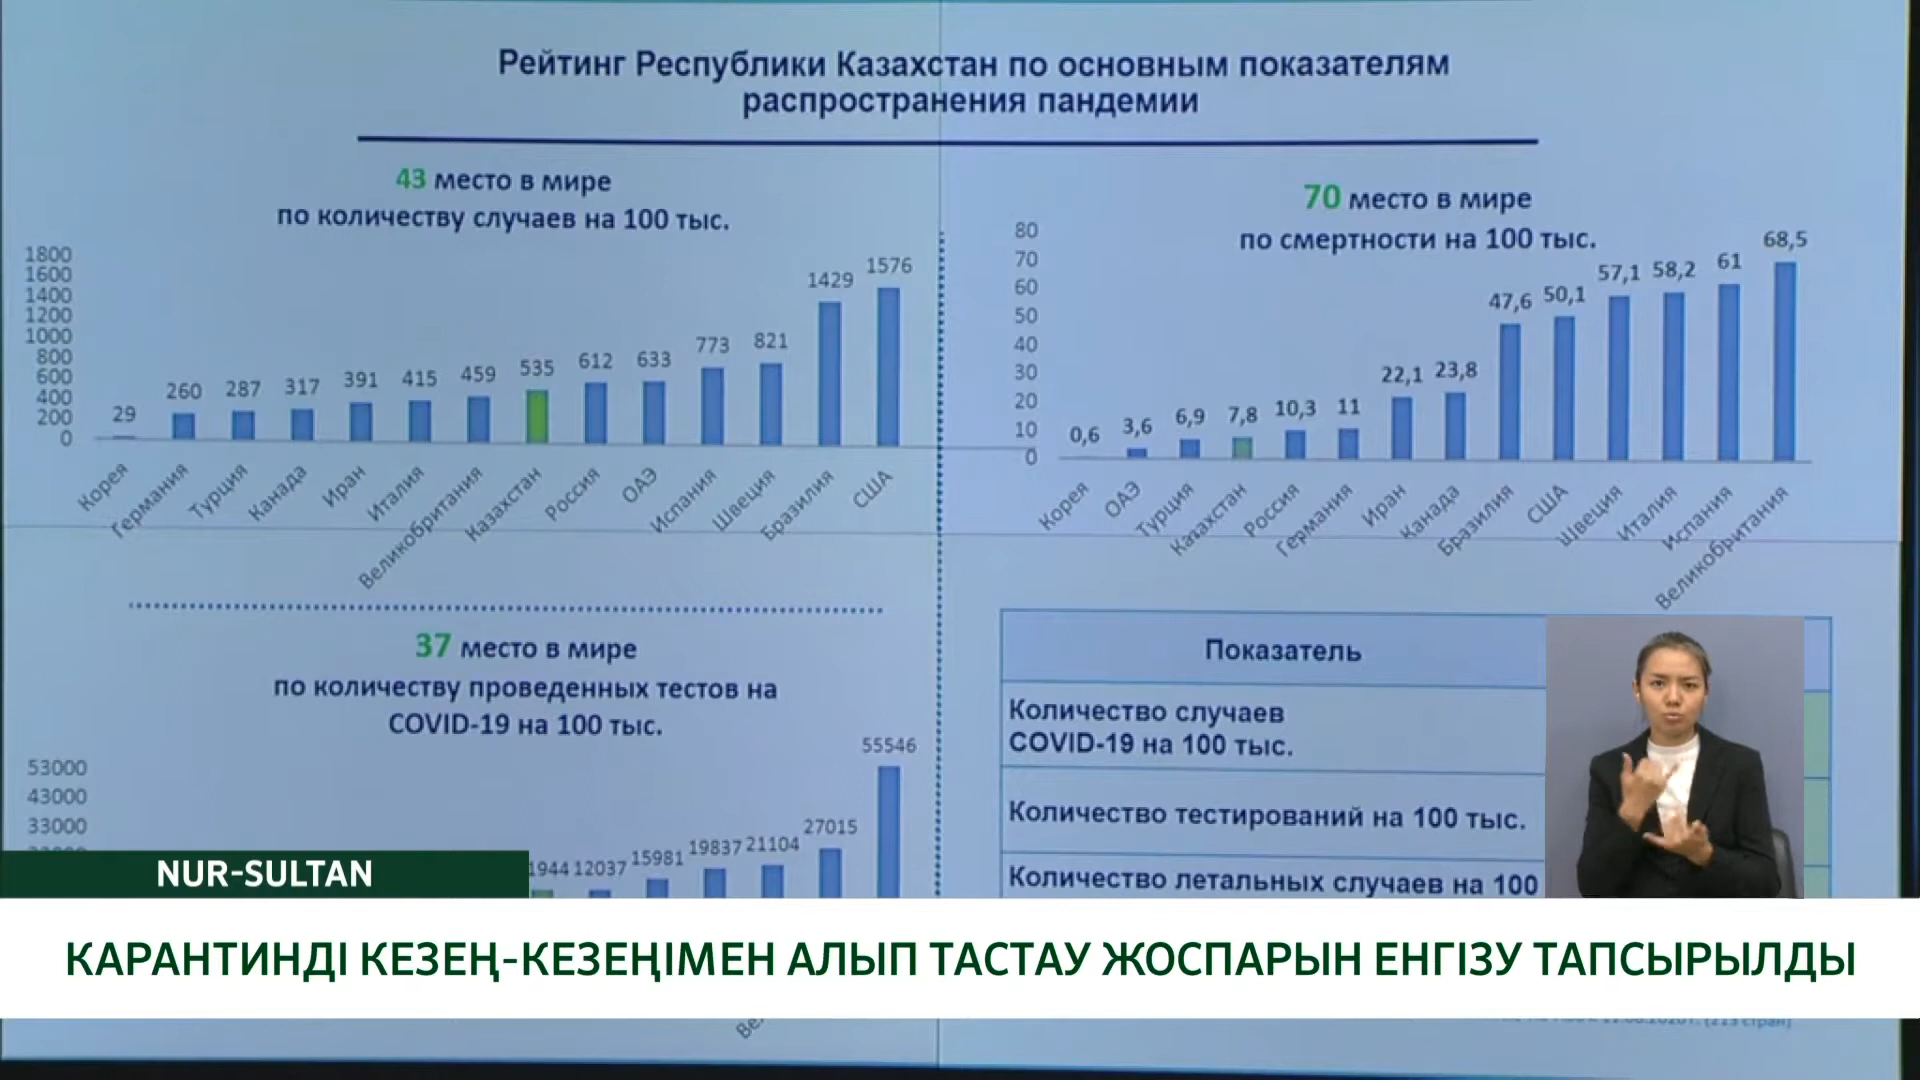 Рейтинг Республики Казахстан по основным показателям
распространения пандемии
43 место в мире
по количеству случаев на 100 тыс.
1800
1600
1400
1200
1000
800
600
400
200
0
29
260
287
317
391
415
459
535
612
633
773
821
1429
1576
Корея
Германия
Турция
Канада
Иран
Италия
Великобритания
Казахстан
Россия
ОАЭ
Испания
Швеция
Бразилия
США
70 место в мире
по смертности на 100 тыс.
80
70
60
50
40
30
20
10
0
0,6
3,6
6,9
7,8
10,3
11
22,1
23,8
47,6
50,1
57,1
58,2
61
68,5
Корея
ОАЭ
Турция
Казахстан
Россия
Германия
Иран
Канада
Бразилия
США
Швеция
Италия
Испания
Великобритания
37 место в мире
по количеству проведенных тестов на
COVID-19 на 100 тыс.
53000
43000
33000
1944
12037
15981
19837
21104
27015
55546
Показатель
Количество случаев
COVID-19 на 100 тыс.
Количество тестирований на 100 тыс.
Количество летальных случаев на 100
NUR-SULTAN
КАРАНТИНДІ КЕЗЕҢ-КЕЗЕҢІМЕН АЛЫП ТАСТАУ ЖОСПАРЫН ЕНГІЗУ ТАПСЫРЫЛДЫ